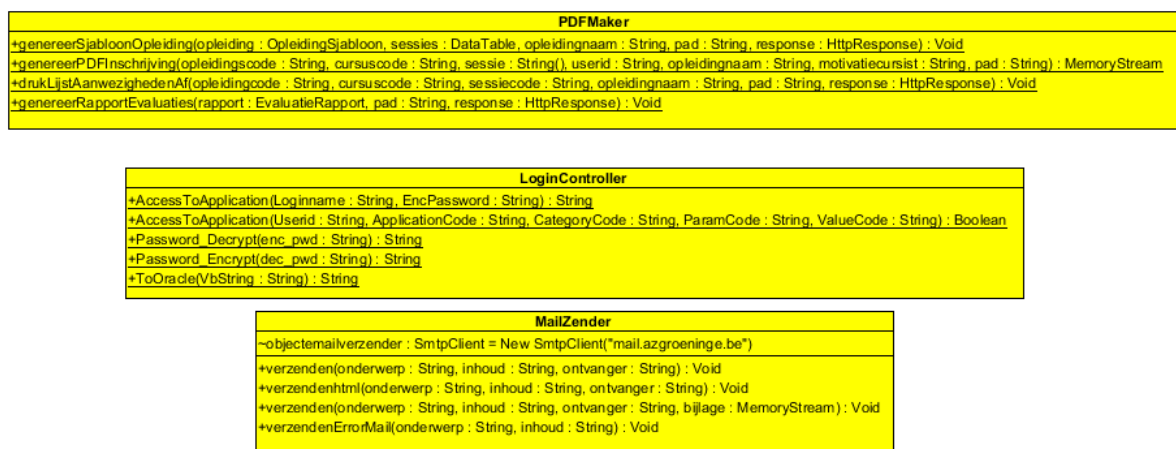 PDFMaker
+genereerSjabloonOpleiding(opleiding : OpleidingSjabloon, sessies : DataTable, opleidingnaam : String, pad : String, response : HttpResponse) : Void
+genereerPDFInschrijving(opleidingscode : String, cursuscode : String, sessie : String(), userid : String, opleidingnaam : String, motivatiecursist : String, pad : String) : MemoryStream
+drukLijstAanwezighedenAf(opleidingcode : String, cursuscode : String, sessiecode : String, opleidingnaam : String, pad : String, response : HttpResponse) : Void
+genereerRapportEvaluaties(rapport : EvaluatieRapport, pad : String, response : HttpResponse) : Void
LoginController
+AccessToApplication(Loginname : String, EncPassword : String) : String
+AccessToApplication(Userid : String, ApplicationCode : String, CategoryCode : String, ParamCode : String, ValueCode : String) : Boolean
+Password_Decrypt(enc_pwd : String) : String
+Password_Encrypt(dec_pwd : String) : String
+ToOracle(VbString : String) : String
MailZender
~objectemailverzender : SmtpClient = New SmtpClient("mail.azgroeninge.be")
+verzenden(onderwerp : String, inhoud : String, ontvanger : String) : Void
+verzendenhtml(onderwerp : String, inhoud : String, ontvanger : String) : Void
+verzenden(onderwerp : String, inhoud : String, ontvanger : String, bijlage : MemoryStream) : Void
+verzendenErrorMail(onderwerp : String, inhoud : String) : Void